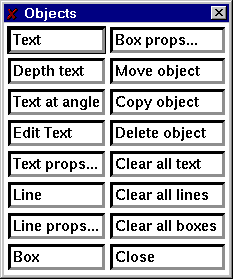 Objects
Text
Box props...
Depth text
Move object
Text at angle
Copy object
Edit Text
Delete object
Text props...
Clear all text
Line
Clear all lines
Line props...
Clear all boxes
Box
Close